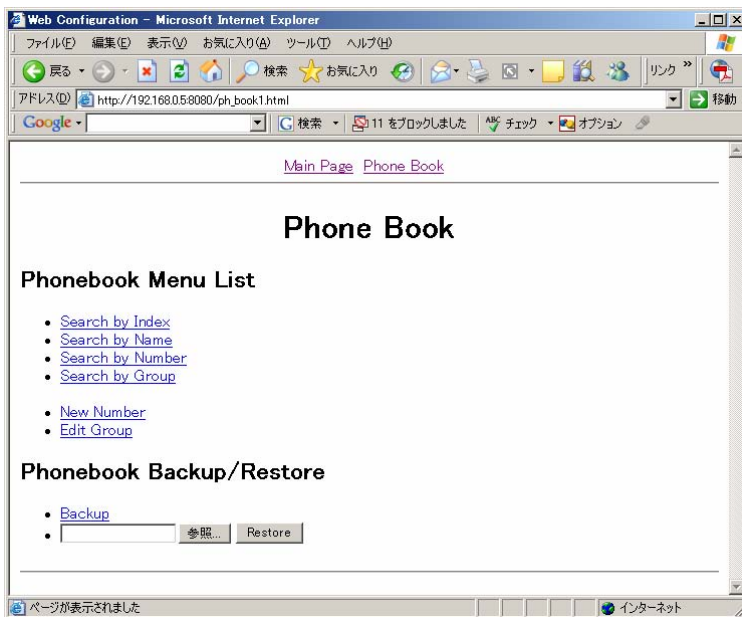 Web Configuration - Microsoft Internet Explorer
ファイル(F) 編集(E) 表示(V) お気に入り(A) ツール(T) ヘルプ(H)
戻る 検索 お気に入り リンク »
アドレス(D) http://192.168.0.5:8080/ph_book1.html 移動
Google 検索 11 をブロックしました ABC チェック オプション
Main Page Phone Book
Phone Book
Phonebook Menu List
• Search by Index
• Search by Name
• Search by Number
• Search by Group
• New Number
• Edit Group
Phonebook Backup/Restore
• Backup
• 参照... Restore
ページが表示されました インターネット